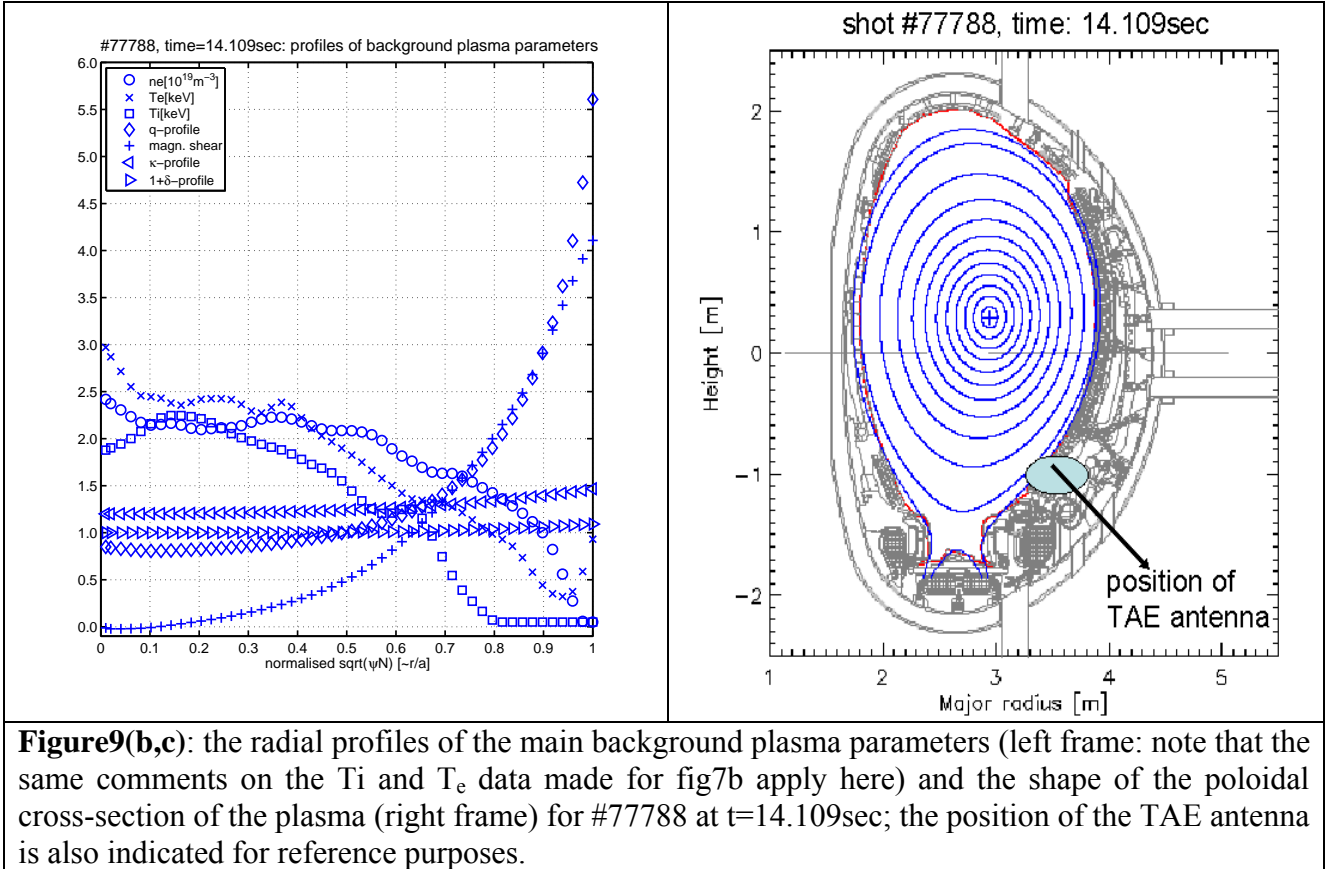 #77788, time=14.109sec: profiles of background plasma parameters
6.0
5.5
5.0
4.5
4.0
3.5
3.0
2.5
2.0
1.5
1.0
0.5
0.0
ne[10¹⁹m⁻³]
Te[keV]
Ti[keV]
q−profile
magn. shear
κ−profile
1+δ−profile
0 0.1 0.2 0.3 0.4 0.5 0.6 0.7 0.8 0.9 1
normalised sqrt(ψN) [~r/a]
shot #77788, time: 14.109sec
Height [m]
2
1
0
−1
−2
position of
TAE antenna
1 2 3 4 5
Major radius [m]
Figure9(b,c): the radial profiles of the main background plasma parameters (left frame: note that the
same comments on the Ti and Tₑ data made for fig7b apply here) and the shape of the poloidal
cross-section of the plasma (right frame) for #77788 at t=14.109sec; the position of the TAE antenna
is also indicated for reference purposes.